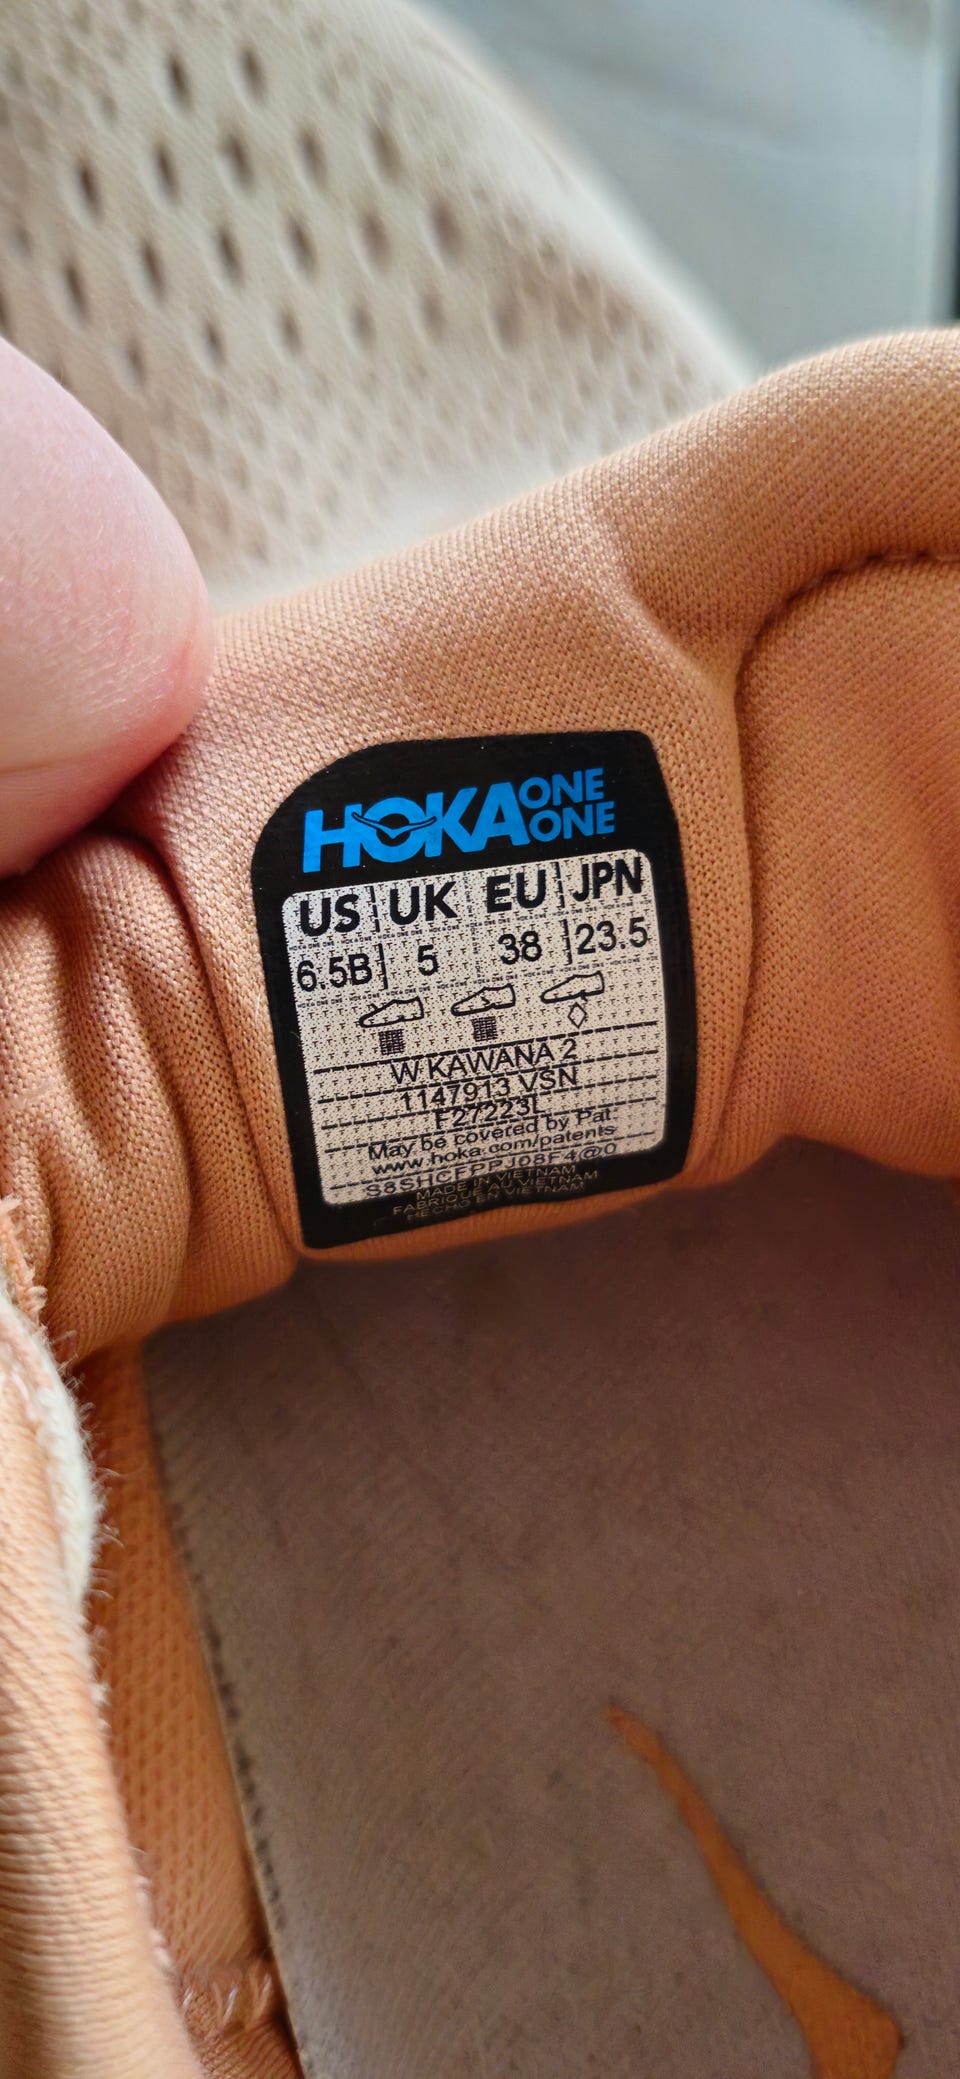 HOKA ONE ONE
US UK EU JPN
6.5B 5 38 23.5
W KAWANA 2
1147913 VSN
F27223L
May be covered by Pat:
www.hoka.com/patents
S8SHCFPPJ08F4@0
MADE IN VIETNAM
FABRIQUE AU VIETNAM
HECHO EN VIETNAM